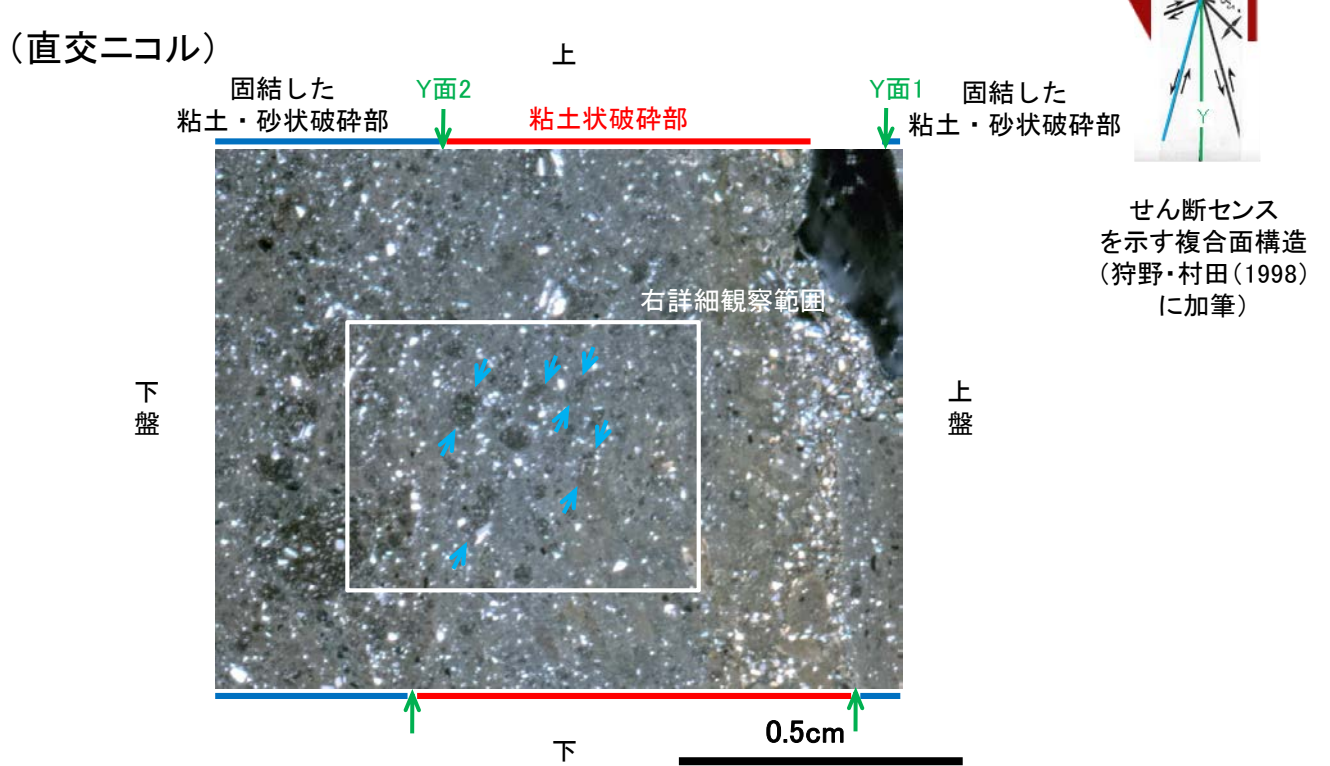 (直交ニコル)
上
固結した
粘土・砂状破砕部
Y面2
粘土状破砕部
Y面1
固結した
粘土・砂状破砕部
Y
せん断センス
を示す複合面構造
(狩野・村田(1998)
に加筆)
右詳細観察範囲
下
盤
上
盤
下
0.5cm